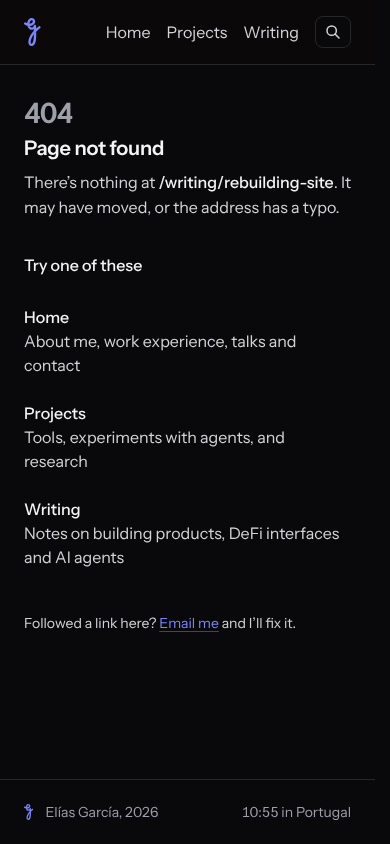 Home Projects Writing
404
Page not found
There's nothing at /writing/rebuilding-site. It
may have moved, or the address has a typo.
Try one of these
Home
About me, work experience, talks and
contact
Projects
Tools, experiments with agents, and
research
Writing
Notes on building products, DeFi interfaces
and AI agents
Followed a link here? Email me and I'll fix it.
Elías García, 2026
10:55 in Portugal